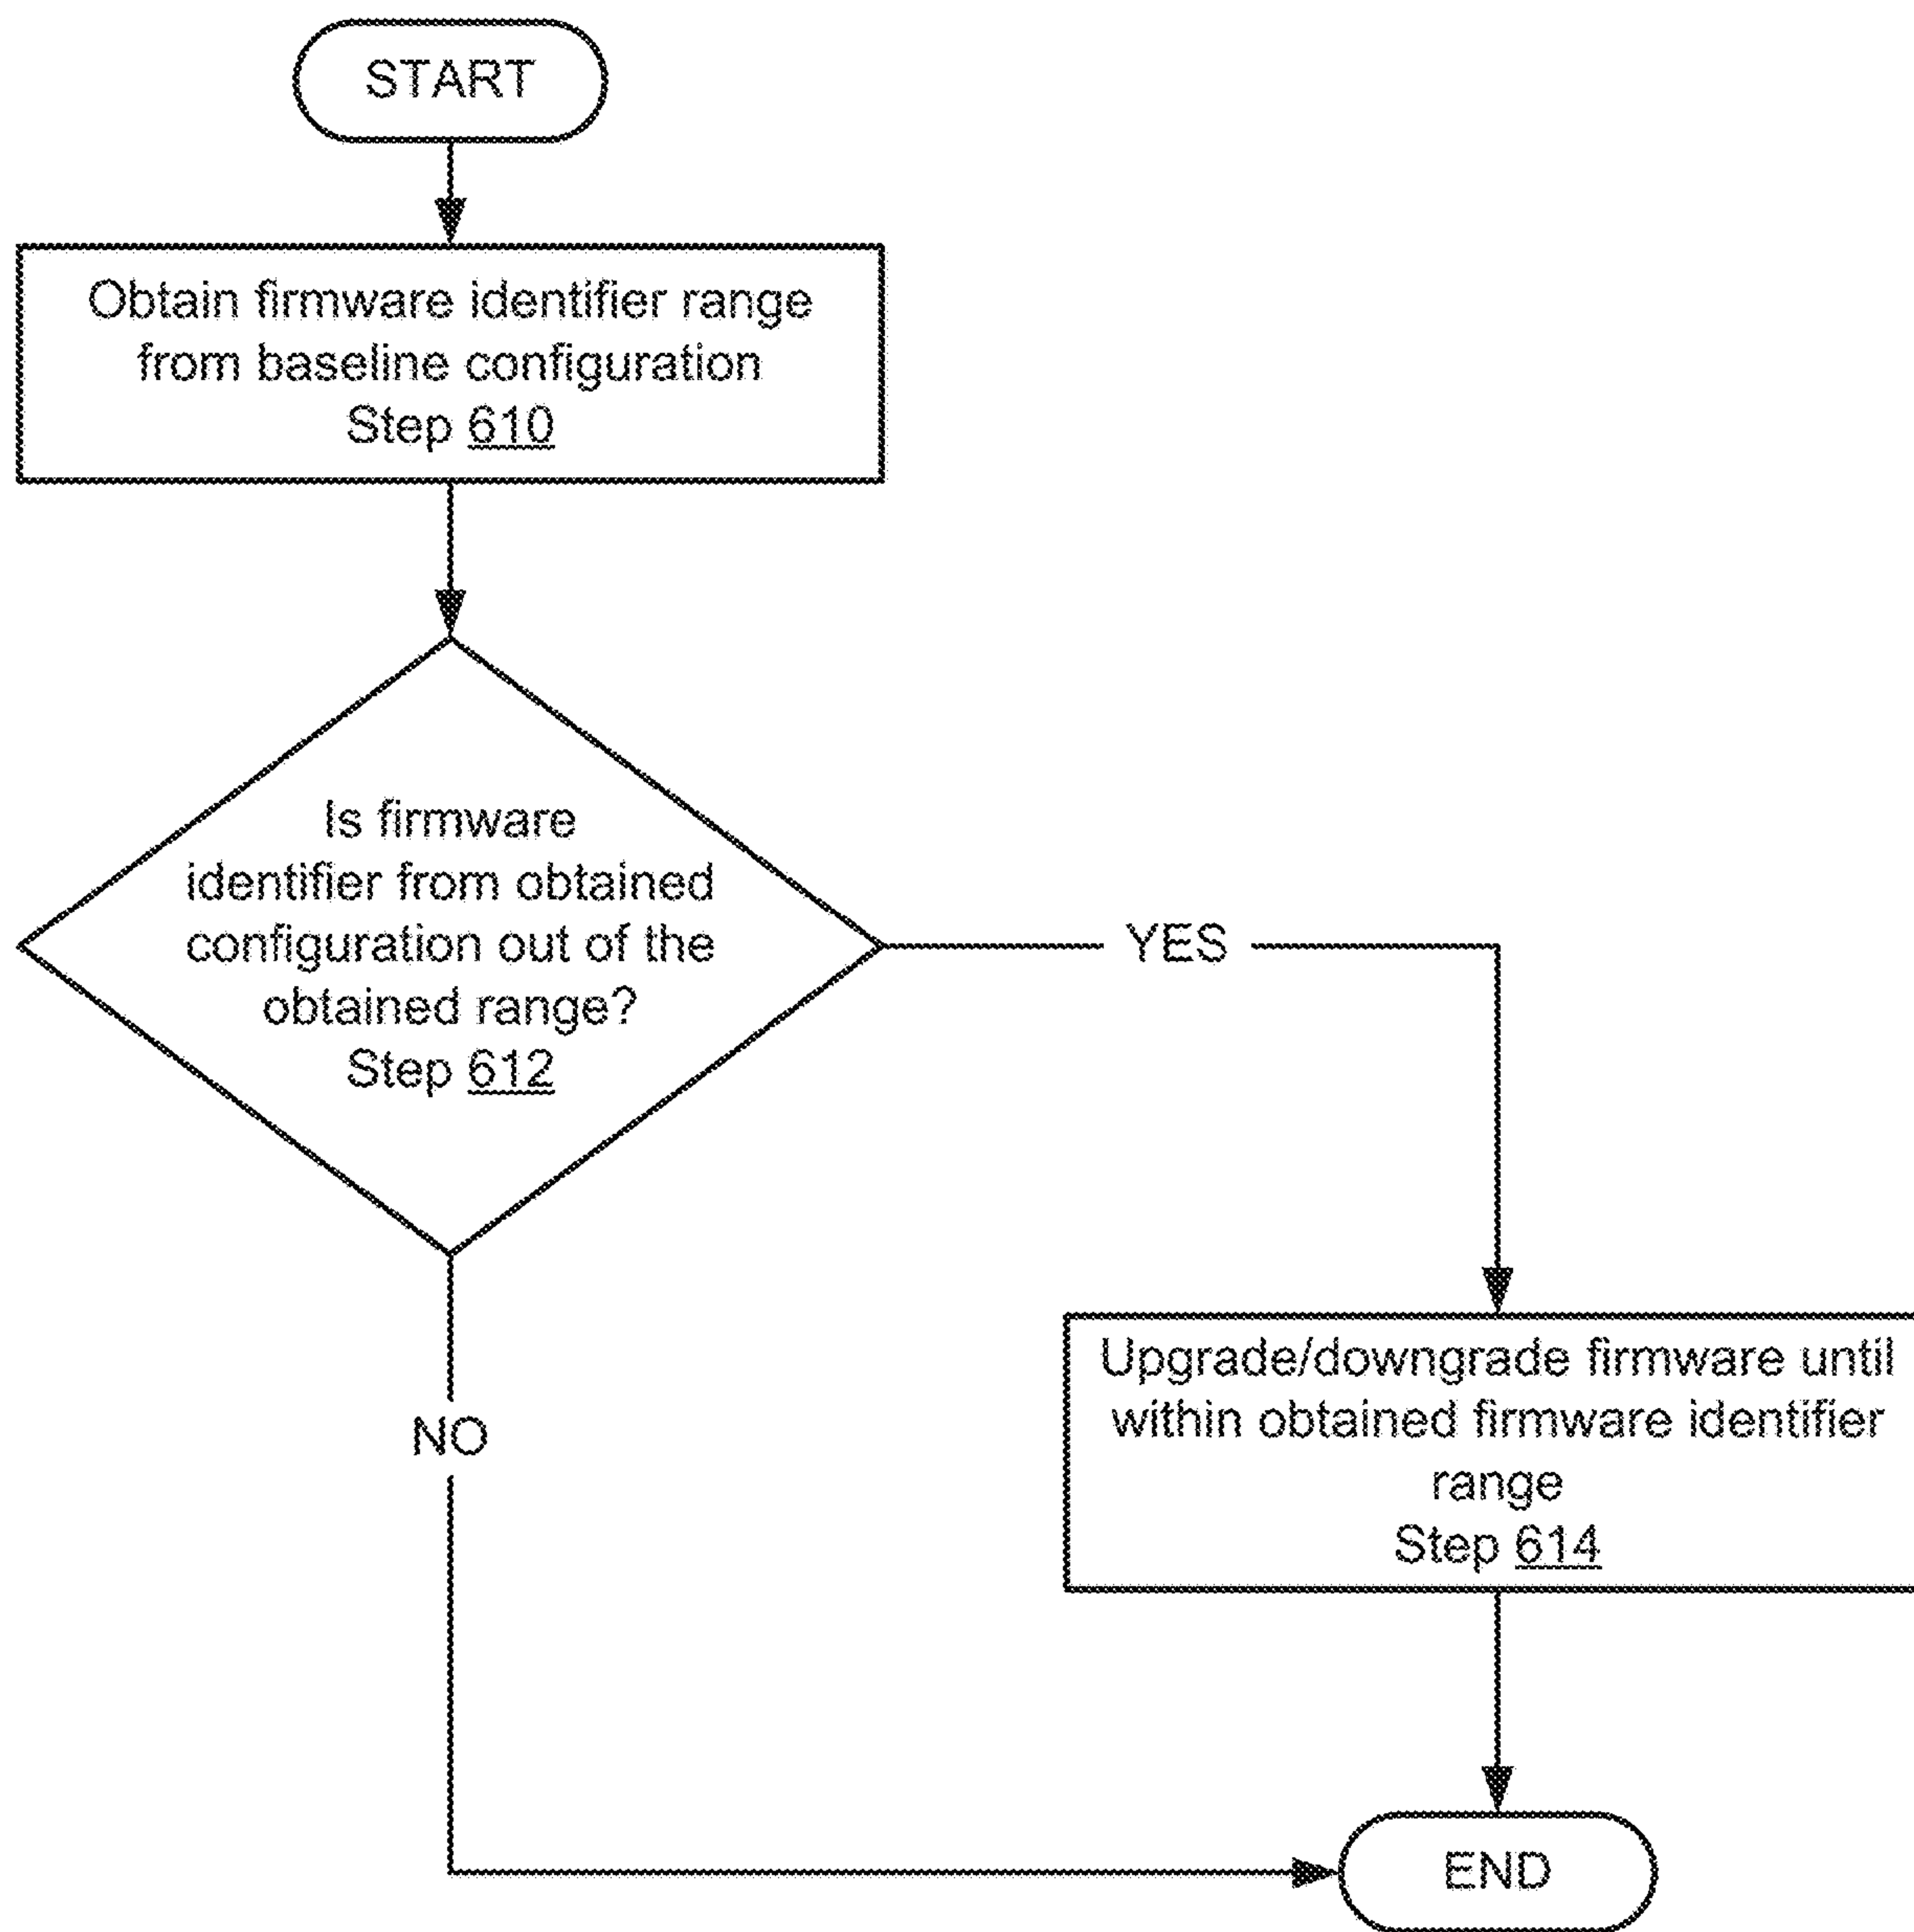 START
Obtain firmware identifier range
from baseline configuration
Step 610
Is firmware
identifier from obtained
configuration out of the
obtained range?
Step 612
YES
NO
Upgrade/downgrade firmware until
within obtained firmware identifier
range
Step 614
END